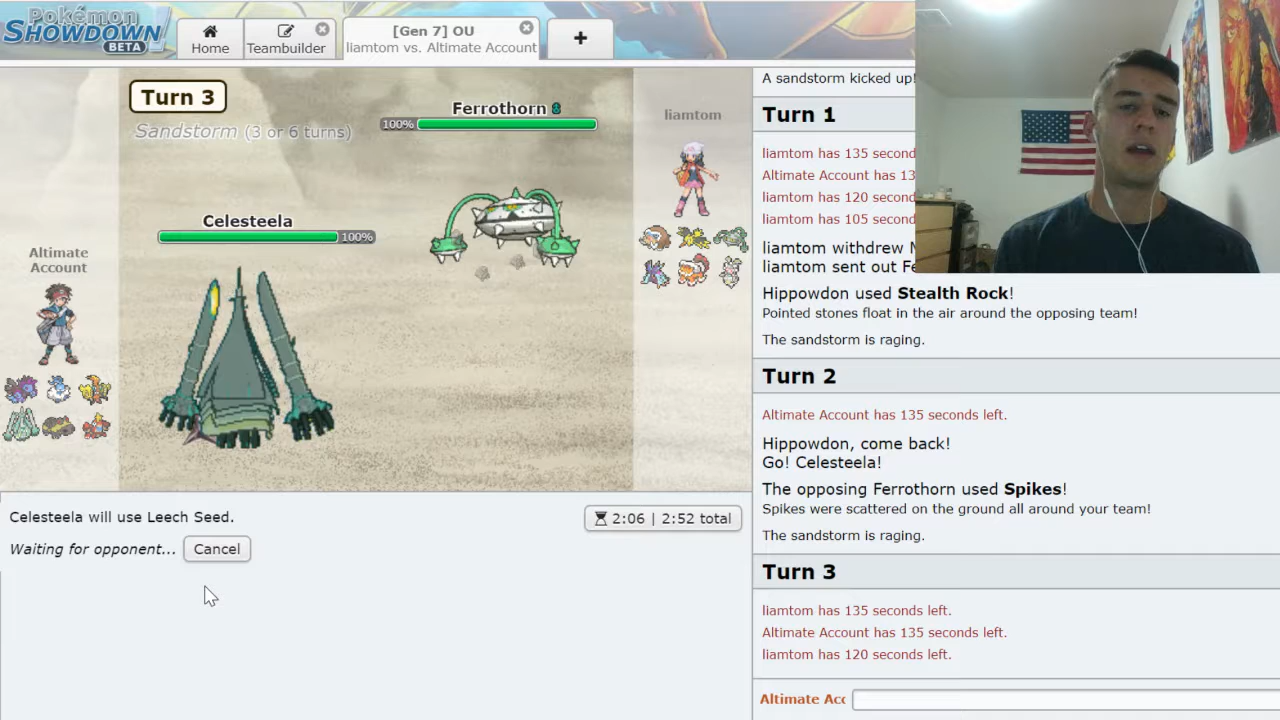 Pokémon
SHOWDOWN
BETA
Home
Teambuilder
[Gen 7] OU
liamtom vs. Altimate Account
+
Turn 3
Sandstorm (3 or 6 turns)
Ferrothorn
100%
Celesteela
100%
Altimate
Account
liamtom
Celesteela will use Leech Seed.
Waiting for opponent...
Cancel
2:06 | 2:52 total
A sandstorm kicked up!
Turn 1
liamtom has 135 second
Altimate Account has 13
liamtom has 120 second
liamtom has 105 second
liamtom withdrew
liamtom sent out Fe
Hippowdon used Stealth Rock!
Pointed stones float in the air around the opposing team!
The sandstorm is raging.
Turn 2
Altimate Account has 135 seconds left.
Hippowdon, come back!
Go! Celesteela!
The opposing Ferrothorn used Spikes!
Spikes were scattered on the ground all around your team!
The sandstorm is raging.
Turn 3
liamtom has 135 seconds left.
Altimate Account has 135 seconds left.
liamtom has 120 seconds left.
Altimate Acc